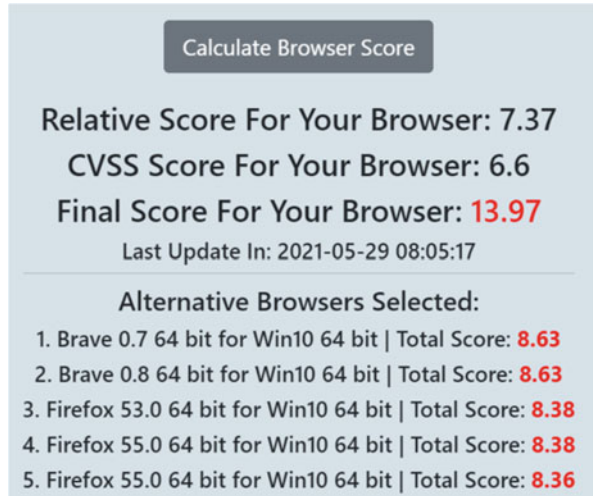 Calculate Browser Score
Relative Score For Your Browser: 7.37
CVSS Score For Your Browser: 6.6
Final Score For Your Browser: 13.97
Last Update In: 2021-05-29 08:05:17
Alternative Browsers Selected:
1. Brave 0.7 64 bit for Win10 64 bit | Total Score: 8.63
2. Brave 0.8 64 bit for Win10 64 bit | Total Score: 8.63
3. Firefox 53.0 64 bit for Win10 64 bit | Total Score: 8.38
4. Firefox 55.0 64 bit for Win10 64 bit | Total Score: 8.38
5. Firefox 55.0 64 bit for Win10 64 bit | Total Score: 8.36